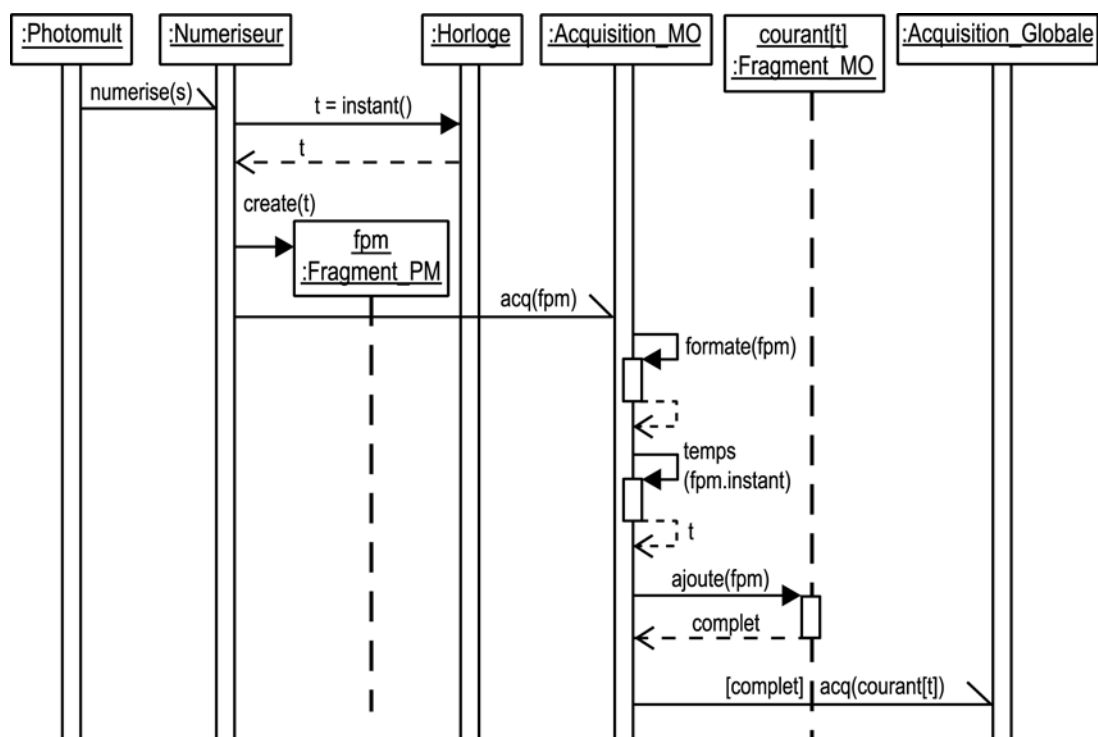 :Photomult
:Numeriseur
:Horloge
:Acquisition_MO
courant[t]
:Fragment_MO
:Acquisition_Globale
numerise(s)
t = instant()
t
create(t)
fpm
:Fragment_PM
acq(fpm)
formate(fpm)
temps
(fpm.instant)
t
ajoute(fpm)
complet
[complet] acq(courant[t])